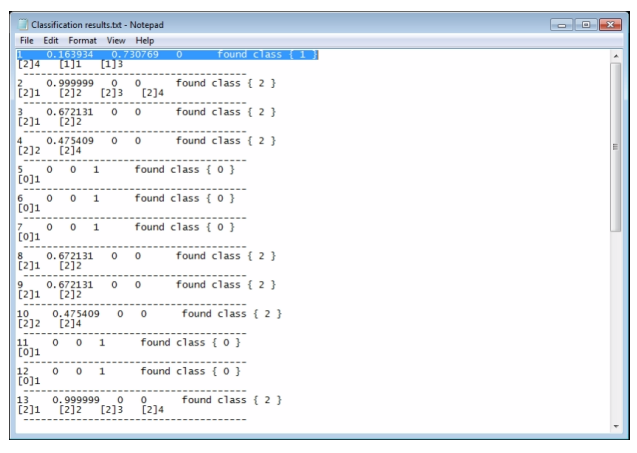 Classification results.txt - Notepad
File Edit Format View Help
1 0.163934 0.730769 0 found class { 1 }
[2]4 [1]1 [1]3
----------------------------------------
2 0.999999 0 0 found class { 2 }
[2]1 [2]2 [2]3 [2]4
----------------------------------------
3 0.672131 0 0 found class { 2 }
[2]1 [2]2
----------------------------------------
4 0.475409 0 0 found class { 2 }
[2]2 [2]4
----------------------------------------
5 0 0 1 found class { 0 }
[0]1
----------------------------------------
6 0 0 1 found class { 0 }
[0]1
----------------------------------------
7 0 0 1 found class { 0 }
[0]1
----------------------------------------
8 0.672131 0 0 found class { 2 }
[2]1 [2]2
----------------------------------------
9 0.672131 0 0 found class { 2 }
[2]1 [2]2
----------------------------------------
10 0.475409 0 0 found class { 2 }
[2]2 [2]4
----------------------------------------
11 0 0 1 found class { 0 }
[0]1
----------------------------------------
12 0 0 1 found class { 0 }
[0]1
----------------------------------------
13 0.999999 0 0 found class { 2 }
[2]1 [2]2 [2]3 [2]4
----------------------------------------